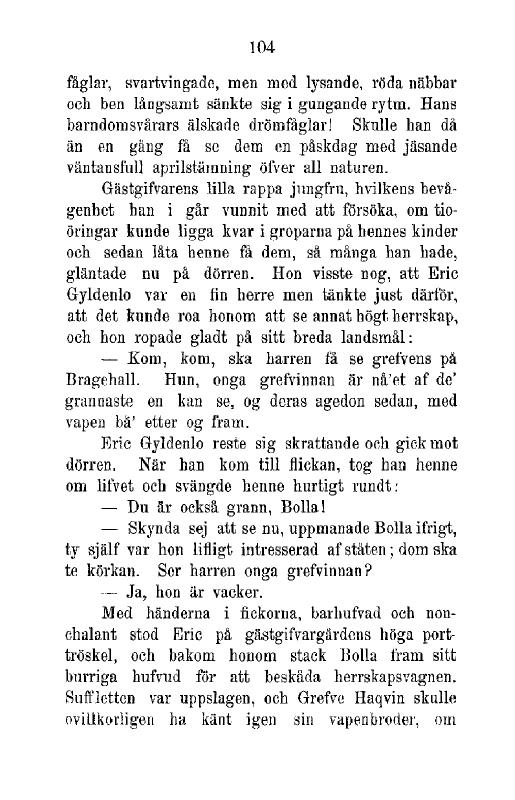 104
fåglar, svartvingade, men med lysande, röda näbbar
och ben långsamt sänkte sig i gungande rytm. Hans
barndomsvårars älskade drömfåglar! Skulle han då
än en gång få se dem en påskdag med jäsande
väntansfull aprilstämning öfver all naturen.
Gästgifvarens lilla rappa jungfru, hvilkens bevå-
genhet han i går vunnit med att försöka, om tio-
öringar kunde ligga kvar i groparna på hennes kinder
och sedan låta henne få dem, så många han hade,
gläntade nu på dörren. Hon visste nog, att Eric
Gyldenlo var en fin herre men tänkte just därför,
att det kunde roa honom att se annat högt herrskap,
och hon ropade gladt på sitt breda landsmål:
— Kom, kom, ska harren få se grefvens på
Bragehall. Hun, onga grefvinnan är nå'et af de'
grannaste en kan se, og deras agedon sedan, med
vapen bå' etter og fram.
Eric Gyldenlo reste sig skrattande och gick mot
dörren. När han kom till flickan, tog han henne
om lifvet och svängde henne hurtigt rundt:
— Du är också grann, Bolla!
— Skynda sej att se nu, uppmanade Bolla ifrigt,
ty själf var hon lifligt intresserad af ståten; dom ska
te körkan. Ser harren onga grefvinnan?
— Ja, hon är vacker.
Med händerna i fickorna, barhufvad och non-
chalant stod Eric på gästgifvargårdens höga port-
tröskel, och bakom honom stack Bolla fram sitt
burriga hufvud för att beskåda herrskapsvagnen.
Suffletten var uppslagen, och Grefve Haqvin skulle
ovillkorligen ha känt igen sin vapenbroder, om